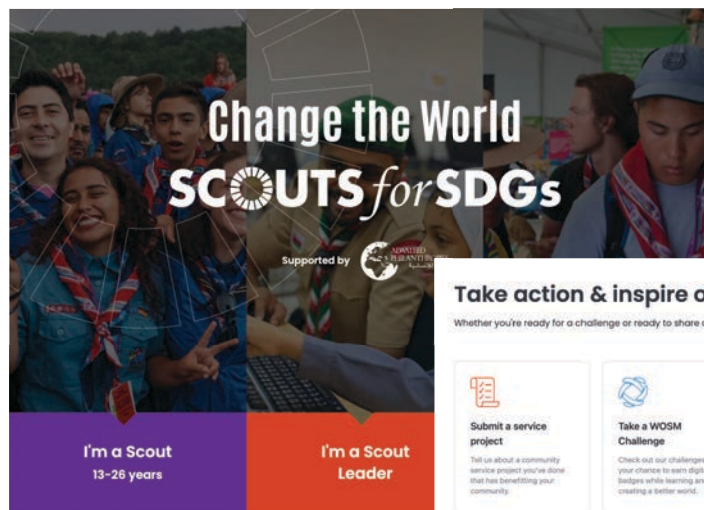 Change the World
SCOUTS for SDGs
Supported by
I'm a Scout
13-26 years
I'm a Scout
Leader
Take action & inspire o
Whether you're ready for a challenge or ready to share
Submit a service
project
Tell us about a community
service project you've done
that has benefitting your
community.
Take a WOSM
Challenge
Check out our challenges
your chance to earn digit
badges while learning an
creating a better world.